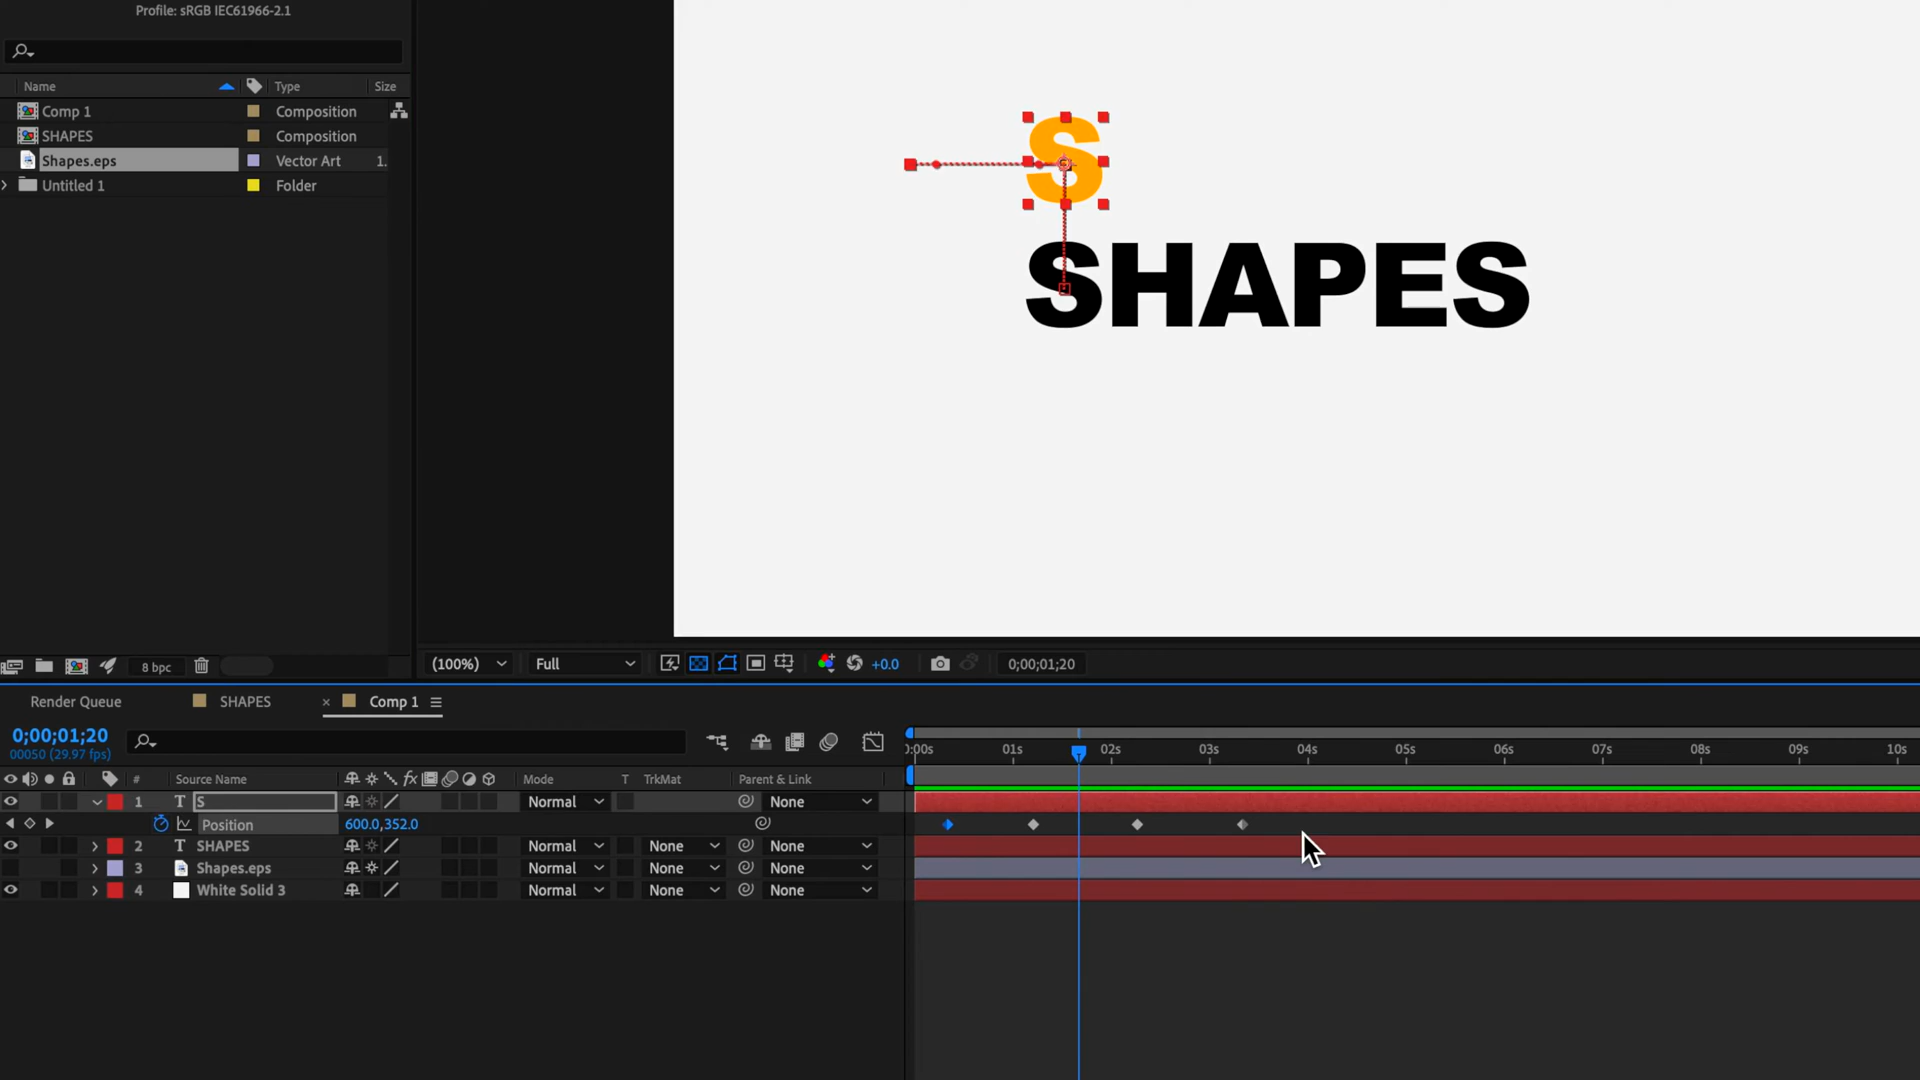 Profile: sRGB IEC61966-2.1
Name Type Size
Comp 1 Composition
SHAPES Composition
Shapes.eps Vector Art 1.
Untitled 1 Folder
S
SHAPES
8 bpc
(100%) Full +0.0 0;00;01;20
Render Queue SHAPES × Comp 1
0;00;01;20
00050 (29.97 fps)
:00s 01s 02s 03s 04s 05s 06s 07s 08s 09s 10s
# Source Name fx Mode T TrkMat Parent & Link
1 T S Normal None
Position 600.0,352.0
2 T SHAPES Normal None None
3 Shapes.eps Normal None None
4 White Solid 3 Normal None None